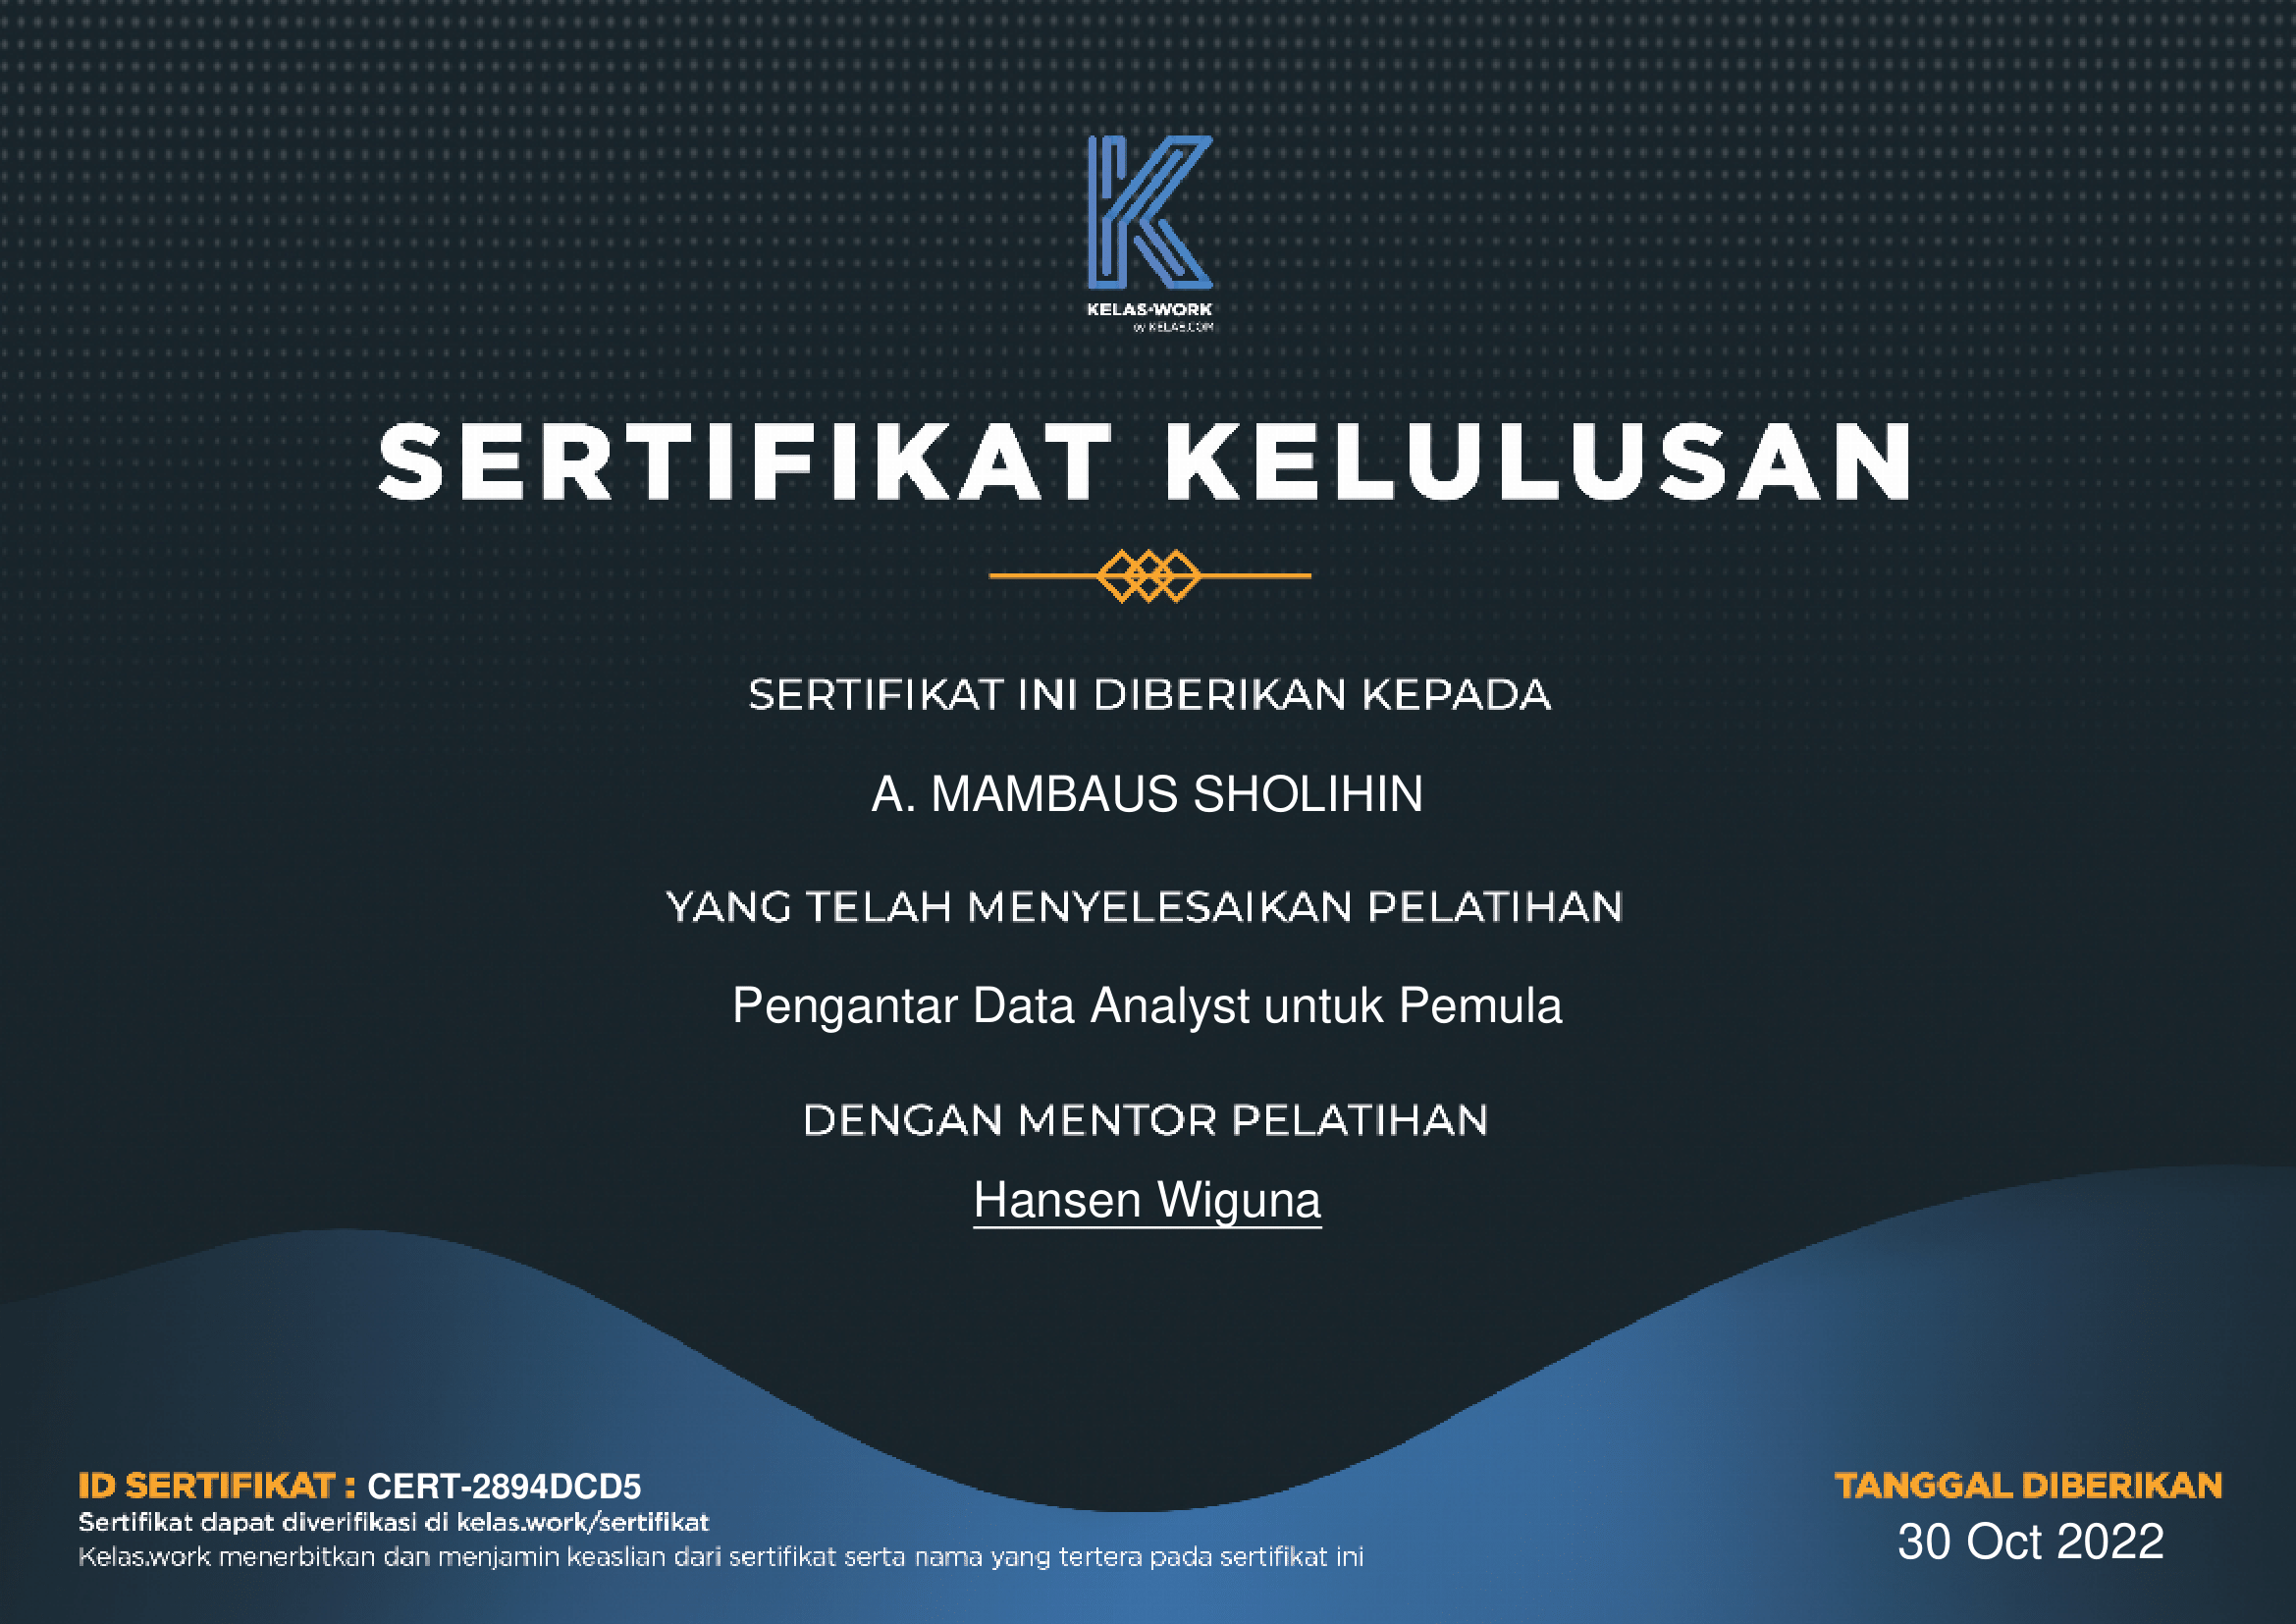 KELAS·WORK
by KELAS.COM
SERTIFIKAT KELULUSAN
SERTIFIKAT INI DIBERIKAN KEPADA
A. MAMBAUS SHOLIHIN
YANG TELAH MENYELESAIKAN PELATIHAN
Pengantar Data Analyst untuk Pemula
DENGAN MENTOR PELATIHAN
Hansen Wiguna
ID SERTIFIKAT : CERT-2894DCD5
Sertifikat dapat diverifikasi di kelas.work/sertifikat
Kelas.work menerbitkan dan menjamin keaslian dari sertifikat serta nama yang tertera pada sertifikat ini
TANGGAL DIBERIKAN
30 Oct 2022